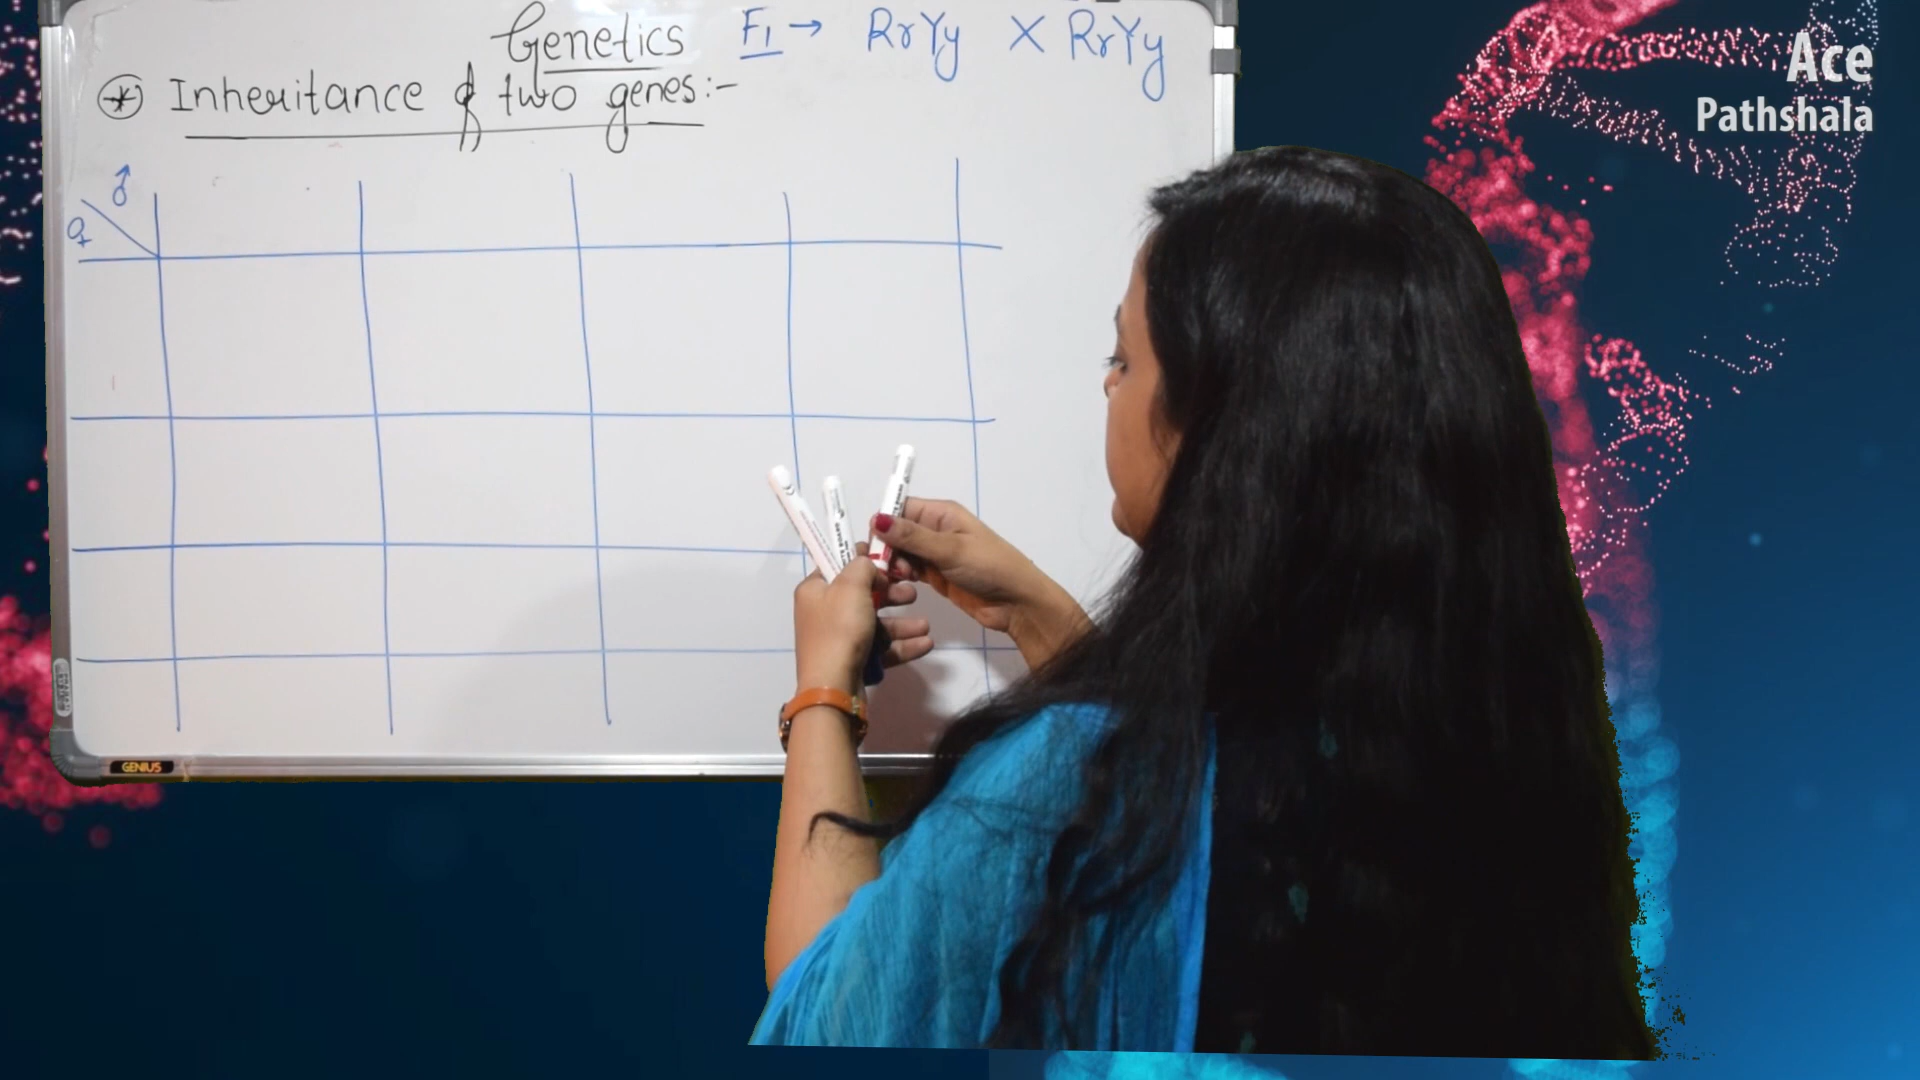 Genetics F1 → RrYy × RrYy
Inheritance of two genes:-
♂
♀
Ace
Pathshala
GENIUS